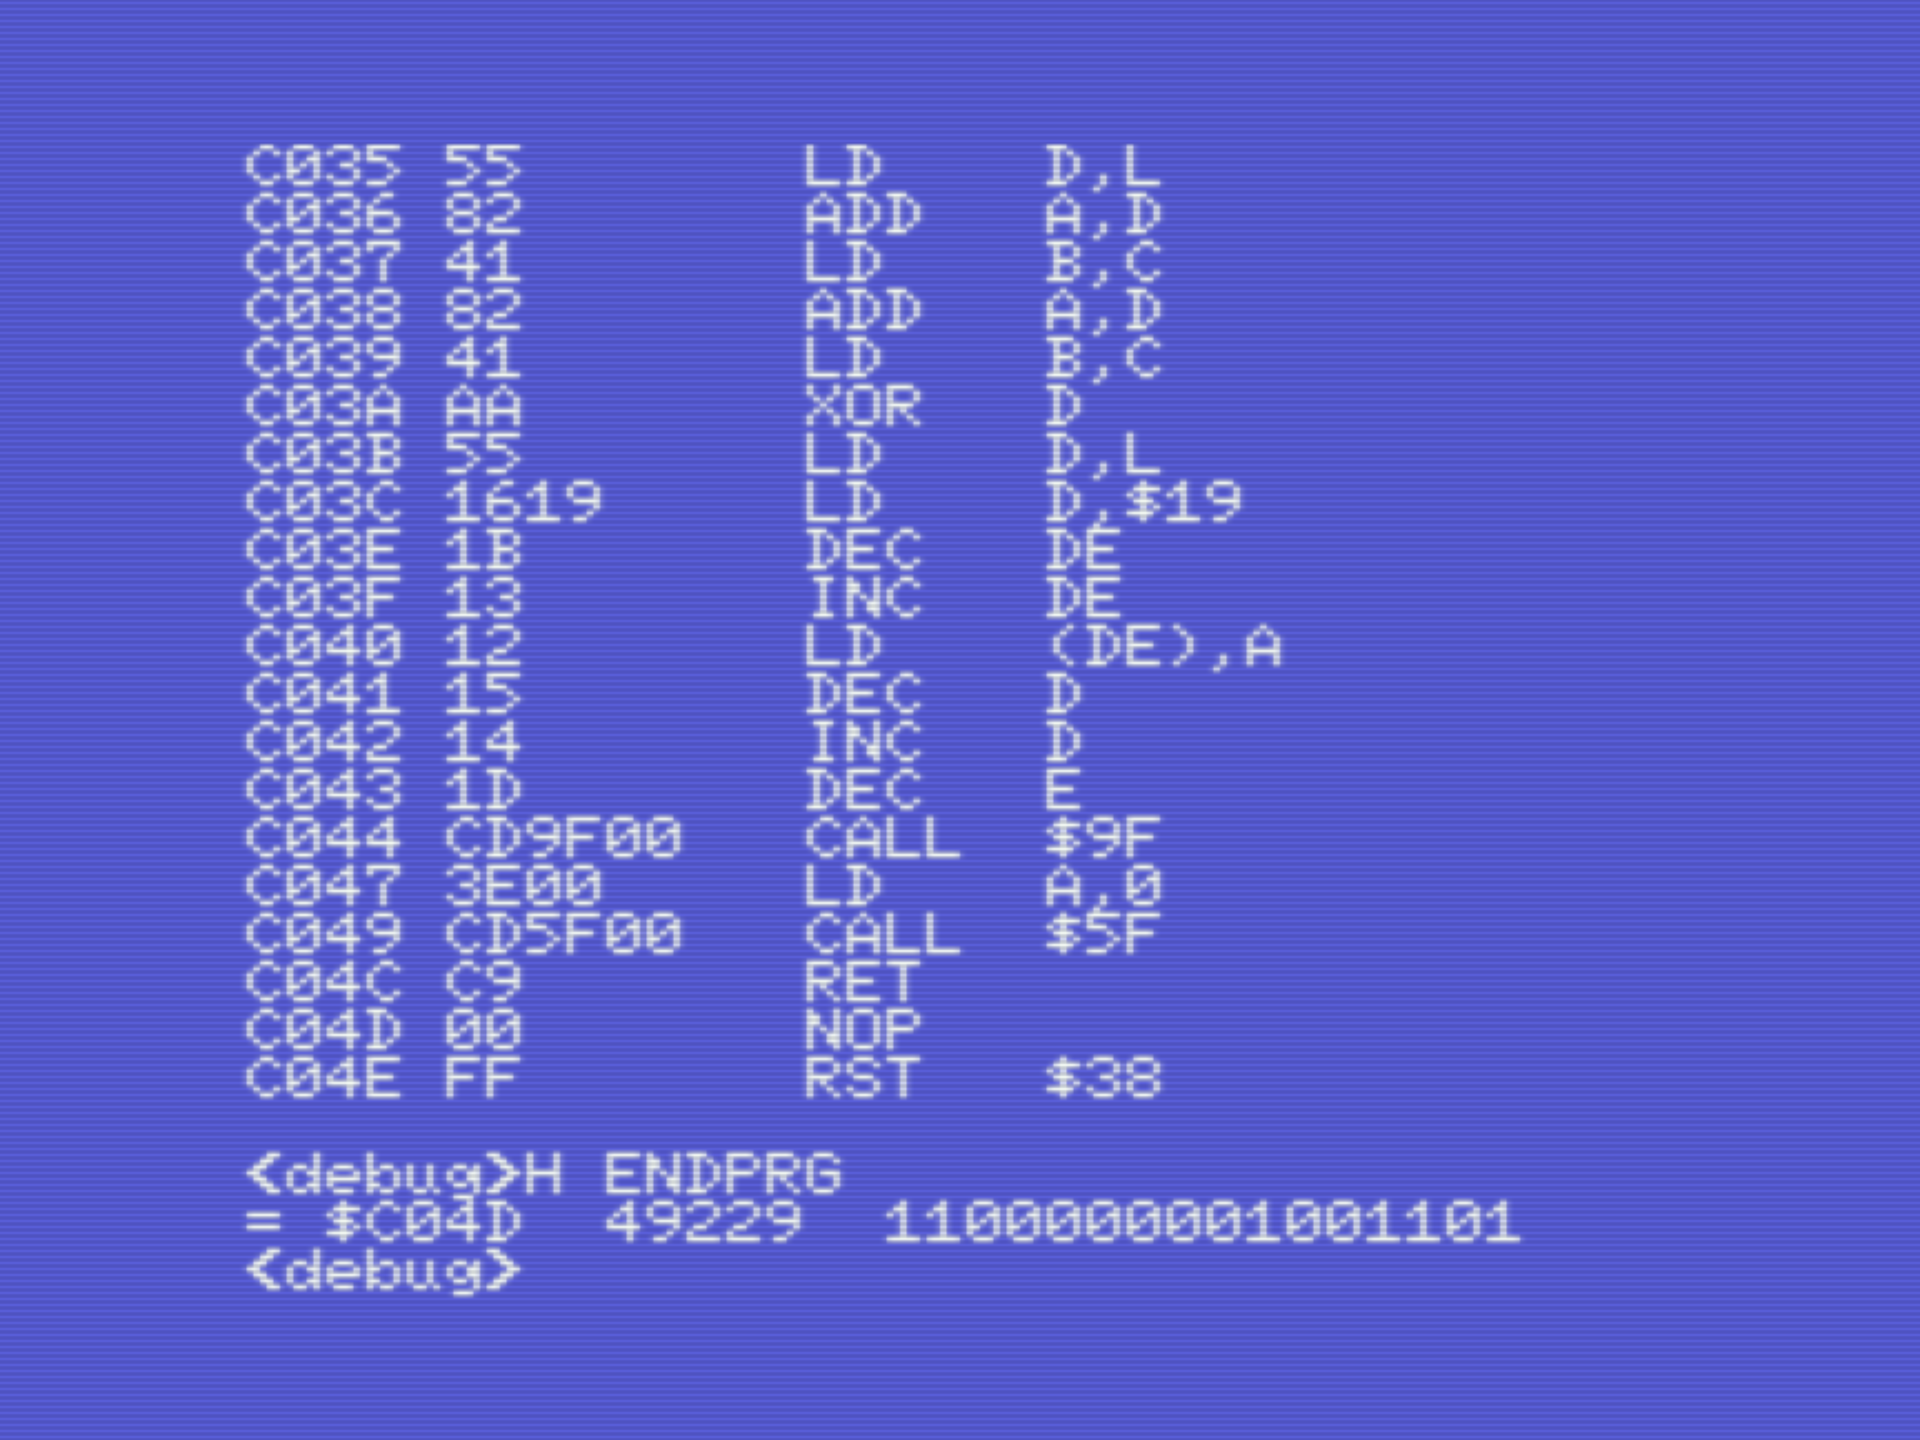 C035 55       LD    D,L
C036 82       ADD   A,D
C037 41       LD    B,C
C038 82       ADD   A,D
C039 41       LD    B,C
C03A AA       XOR   D
C03B 55       LD    D,L
C03C 1619     LD    D,$19
C03E 1B       DEC   DE
C03F 13       INC   DE
C040 12       LD    (DE),A
C041 15       DEC   D
C042 14       INC   D
C043 1D       DEC   E
C044 CD9F00   CALL  $9F
C047 3E00     LD    A,0
C049 CD5F00   CALL  $5F
C04C C9       RET
C04D 00       NOP
C04E FF       RST   $38
<debug>H ENDPRG
= $C04D  49229  1100000001001101
<debug>